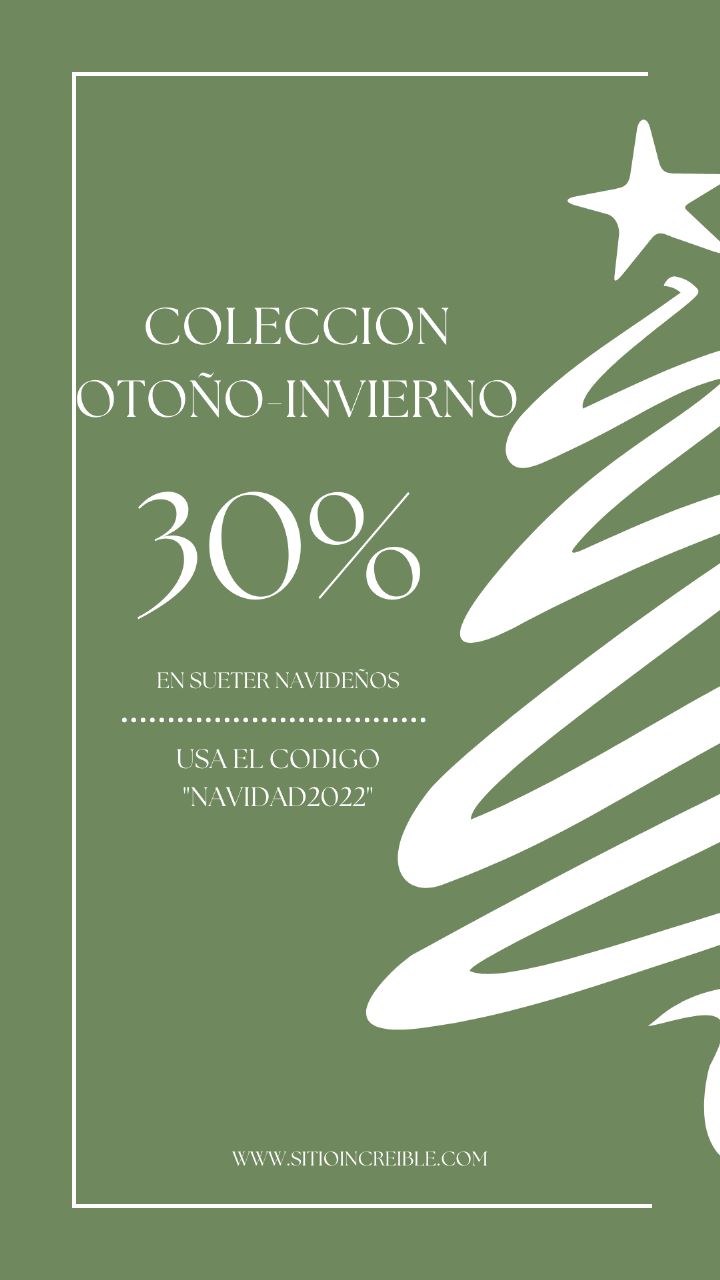 COLECCION
OTOÑO-INVIERNO
30%
EN SUETER NAVIDEÑOS
USA EL CODIGO
"NAVIDAD2022"
WWW.SITIOINCREIBLE.COM